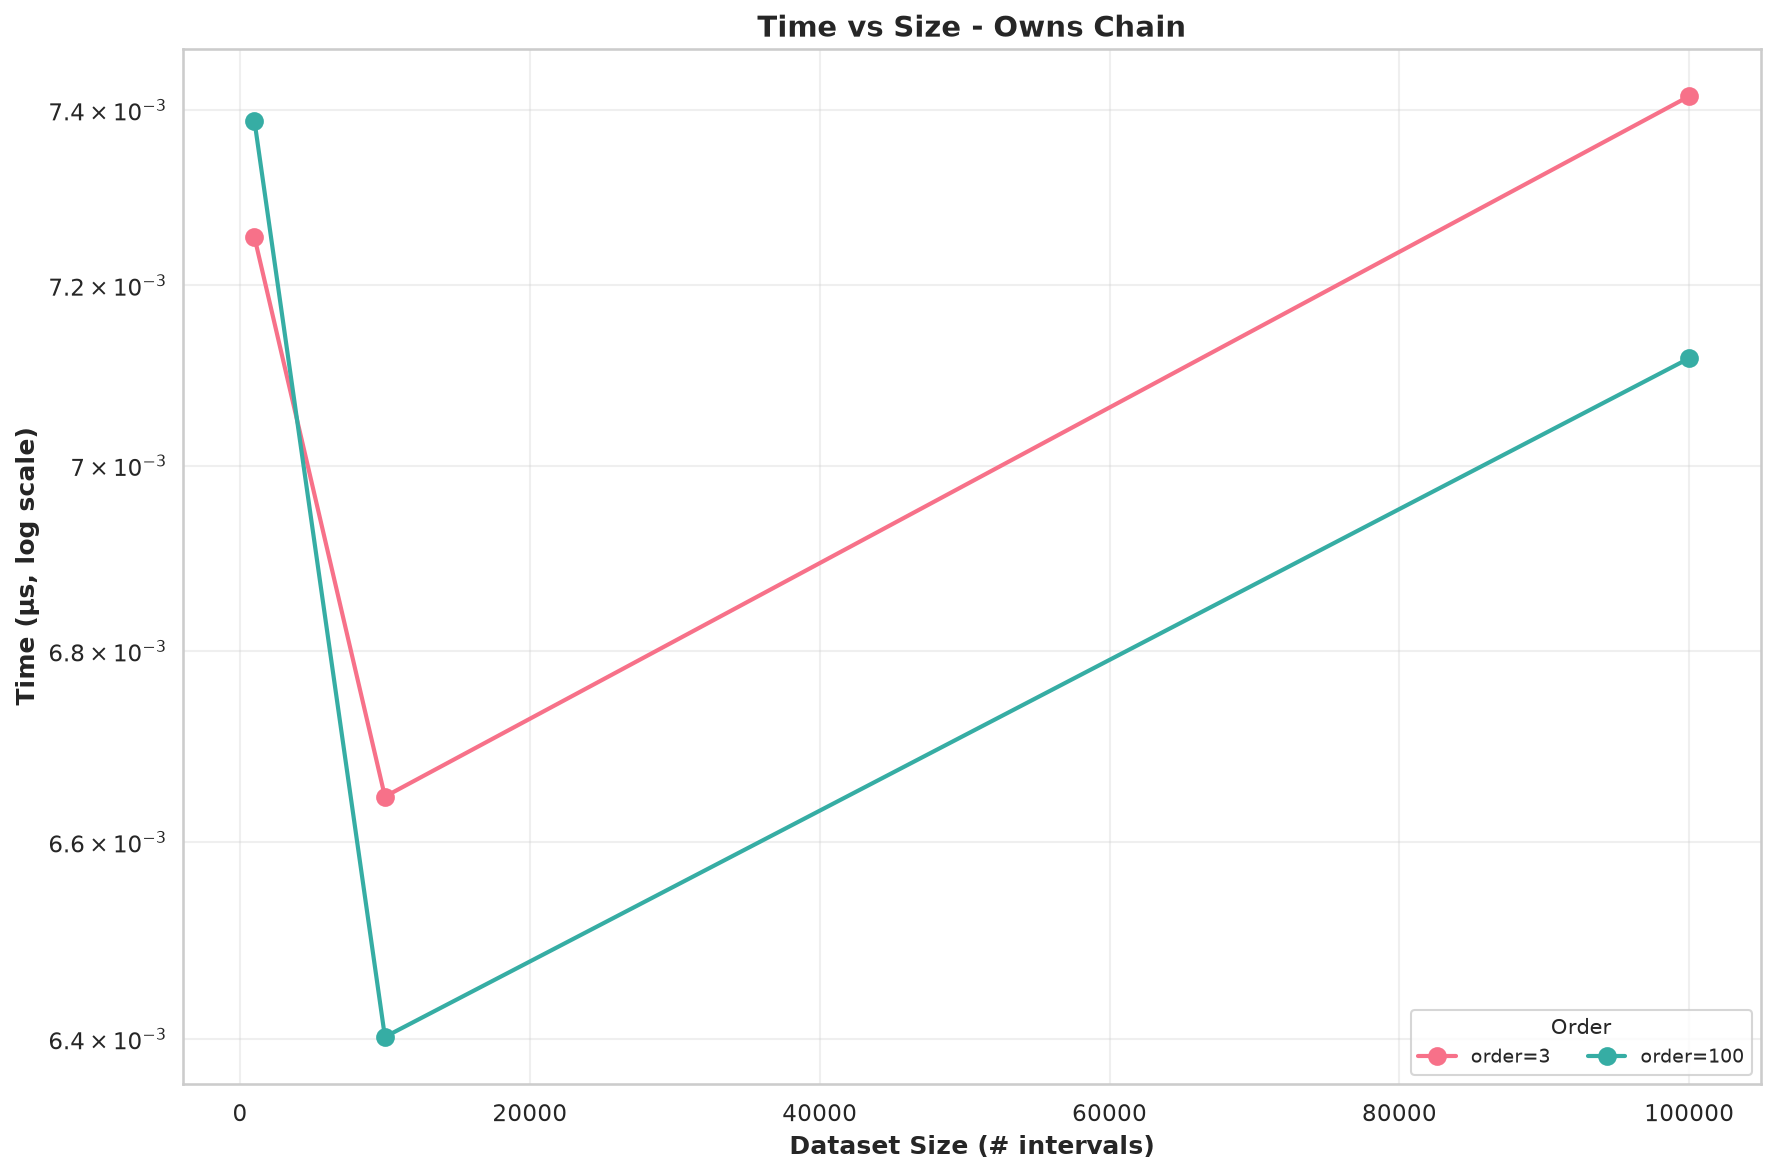 Time vs Size - Owns Chain
7.4 × 10⁻³
7.2 × 10⁻³
7 × 10⁻³
6.8 × 10⁻³
6.6 × 10⁻³
6.4 × 10⁻³
Time (µs, log scale)
Order
order=3 order=100
0 20000 40000 60000 80000 100000
Dataset Size (# intervals)